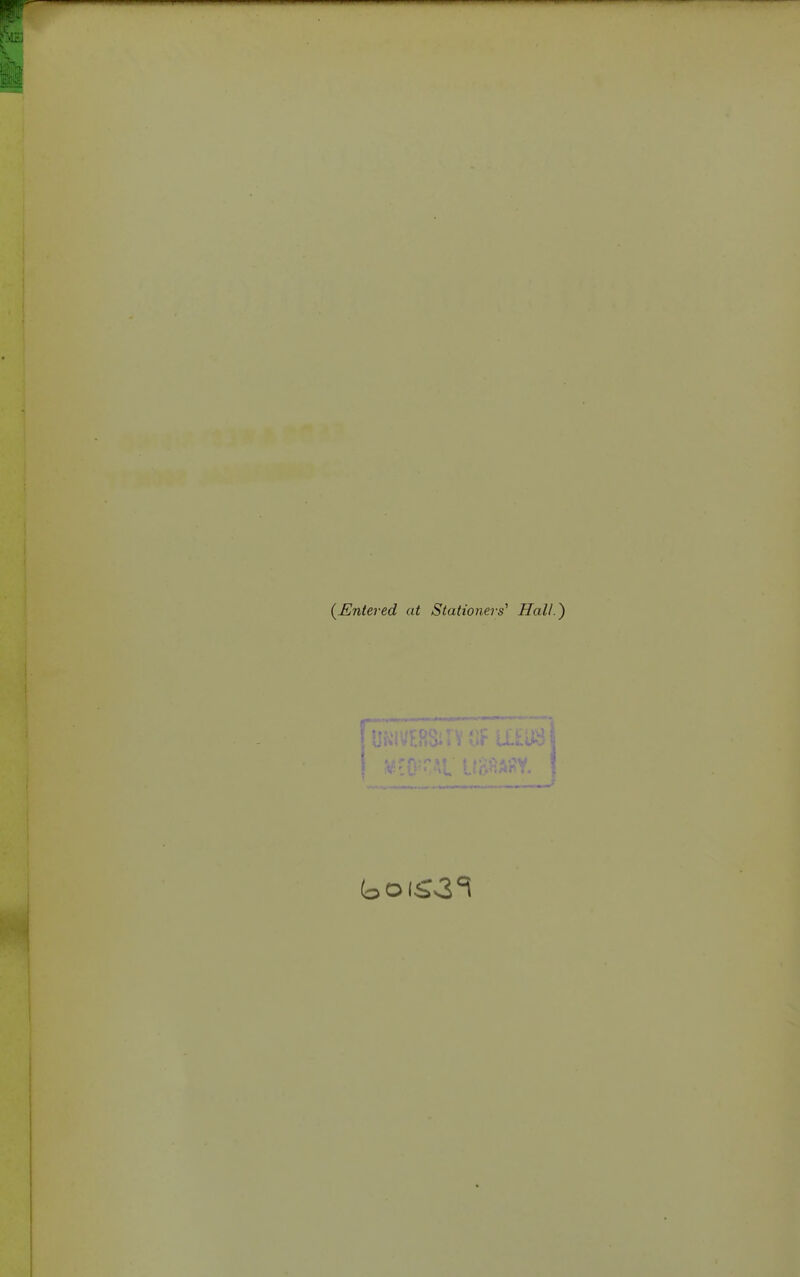 (Entered at Stationers' Hall.)
UNIVERSITY OF LEEDS
MEDICAL LIBRARY.
601539